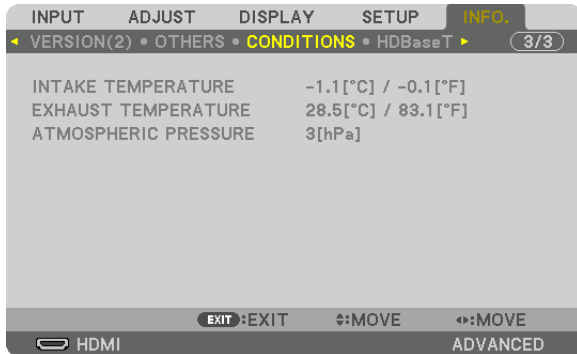 INPUT ADJUST DISPLAY SETUP INFO.
VERSION(2) • OTHERS • CONDITIONS • HDBaseT 3/3
INTAKE TEMPERATURE -1.1[°C] / -0.1[°F]
EXHAUST TEMPERATURE 28.5[°C] / 83.1[°F]
ATMOSPHERIC PRESSURE 3[hPa]
EXIT :EXIT :MOVE :MOVE
HDMI ADVANCED